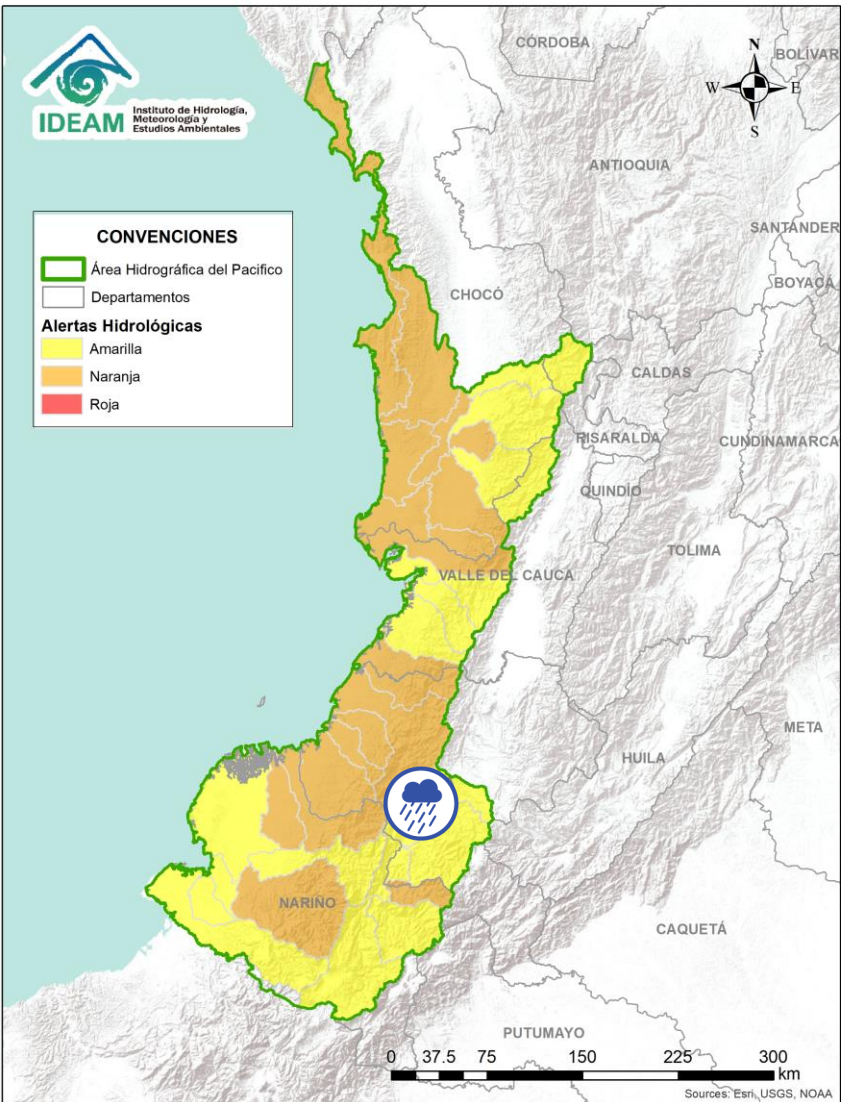 IDEAM
Instituto de Hidrología,
Meteorología y
Estudios Ambientales
CÓRDOBA
BOLÍVAR
N
W
E
S
ANTIOQUIA
SANTANDER
BOYACÁ
CONVENCIONES
Área Hidrográfica del Pacifico
Departamentos
Alertas Hidrológicas
Amarilla
Naranja
Roja
CHOCÓ
CALDAS
RISARALDA
CUNDINAMARCA
QUINDÍO
TOLIMA
VALLE DEL CAUCA
META
HUILA
NARIÑO
CAQUETÁ
PUTUMAYO
0 37.5 75 150 225 300
km
Sources: Esri, USGS, NOAA